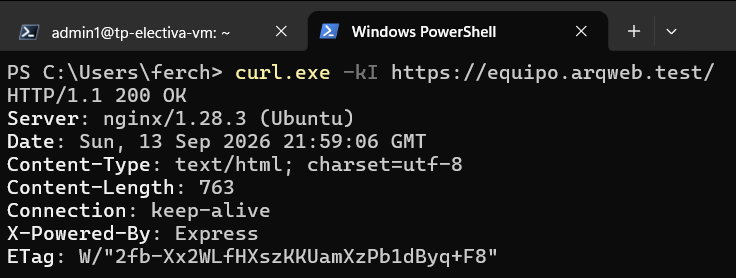 admin1@tp-electiva-vm: ~
Windows PowerShell
PS C:\Users\ferch> curl.exe -kI https://equipo.arqweb.test/
HTTP/1.1 200 OK
Server: nginx/1.28.3 (Ubuntu)
Date: Sun, 13 Sep 2026 21:59:06 GMT
Content-Type: text/html; charset=utf-8
Content-Length: 763
Connection: keep-alive
X-Powered-By: Express
ETag: W/"2fb-Xx2WLfHXszKKUamXzPb1dByq+F8"